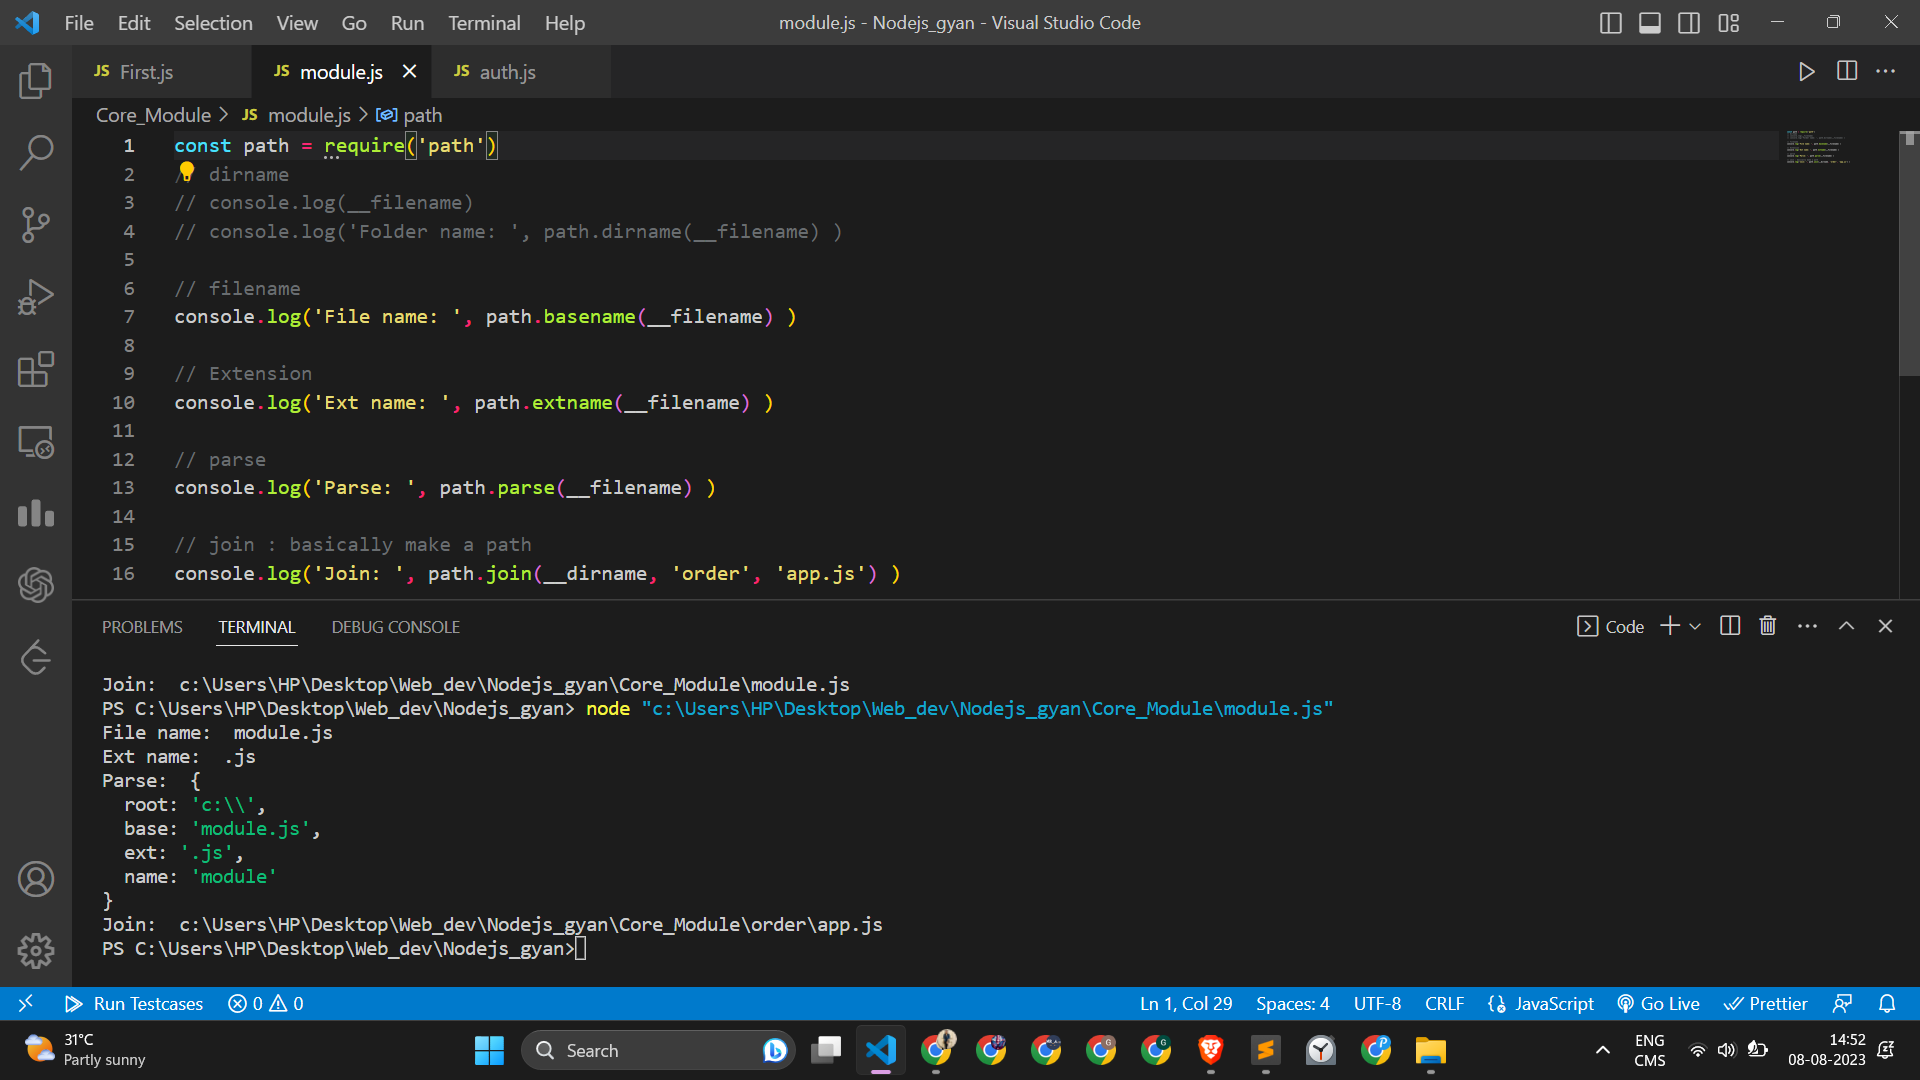 File Edit Selection View Go Run Terminal Help
module.js - Nodejs_gyan - Visual Studio Code
JS First.js
JS module.js
JS auth.js
Core_Module > JS module.js > path
1 const path = require('path')
2 / dirname
3 // console.log(__filename)
4 // console.log('Folder name: ', path.dirname(__filename) )
5
6 // filename
7 console.log('File name: ', path.basename(__filename) )
8
9 // Extension
10 console.log('Ext name: ', path.extname(__filename) )
11
12 // parse
13 console.log('Parse: ', path.parse(__filename) )
14
15 // join : basically make a path
16 console.log('Join: ', path.join(__dirname, 'order', 'app.js') )
PROBLEMS TERMINAL DEBUG CONSOLE
Code
Join:  c:\Users\HP\Desktop\Web_dev\Nodejs_gyan\Core_Module\module.js
PS C:\Users\HP\Desktop\Web_dev\Nodejs_gyan> node "c:\Users\HP\Desktop\Web_dev\Nodejs_gyan\Core_Module\module.js"
File name:  module.js
Ext name:  .js
Parse:  {
  root: 'c:\\',
  base: 'module.js',
  ext: '.js',
  name: 'module'
}
Join:  c:\Users\HP\Desktop\Web_dev\Nodejs_gyan\Core_Module\order\app.js
PS C:\Users\HP\Desktop\Web_dev\Nodejs_gyan>
Run Testcases 0 0
Ln 1, Col 29 Spaces: 4 UTF-8 CRLF JavaScript Go Live Prettier
31°C
Partly sunny
Search
ENG
CMS
14:52
08-08-2023